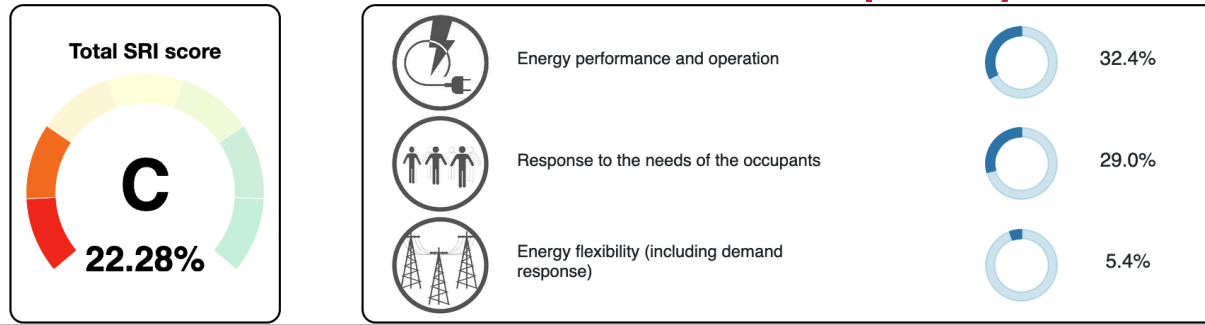 Total SRI score
C
22.28%
Energy performance and operation
32.4%
Response to the needs of the occupants
29.0%
Energy flexibility (including demand
response)
5.4%